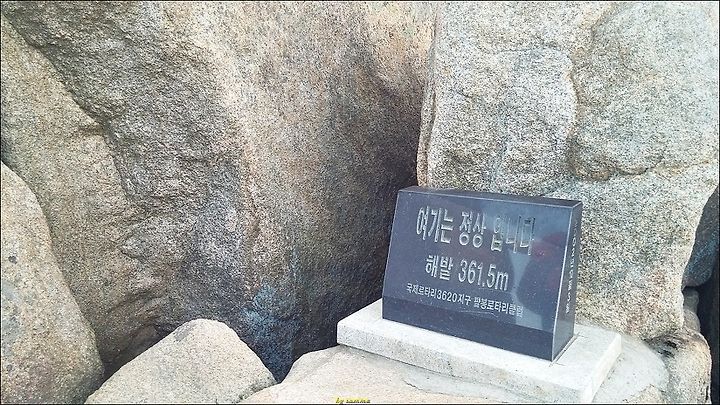 여기는 정상 입니다
해발 361.5m
국제로타리3620지구 팔봉로타리클럽